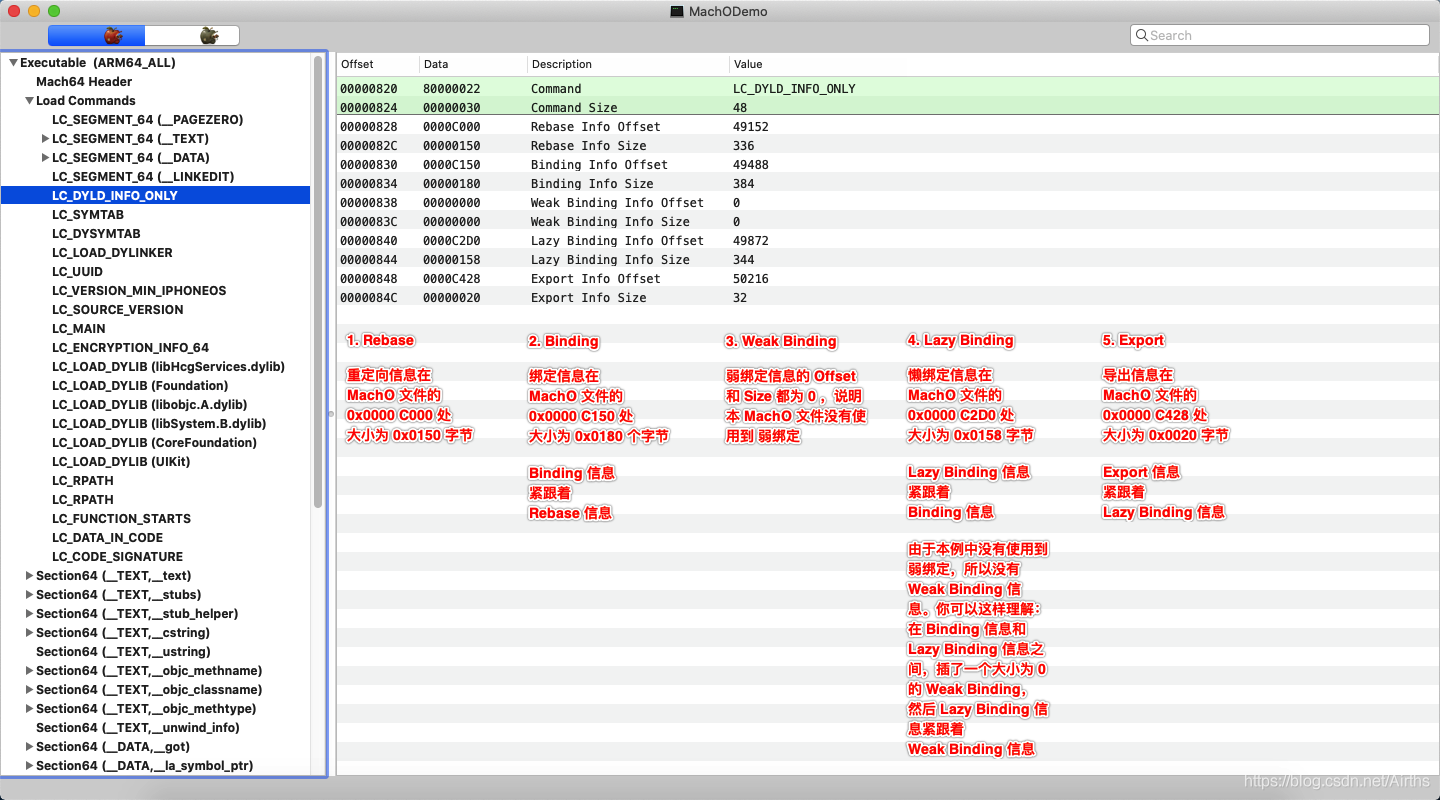 MachODemo
Search
Executable (ARM64_ALL)
Mach64 Header
Load Commands
LC_SEGMENT_64 (__PAGEZERO)
LC_SEGMENT_64 (__TEXT)
LC_SEGMENT_64 (__DATA)
LC_SEGMENT_64 (__LINKEDIT)
LC_DYLD_INFO_ONLY
LC_SYMTAB
LC_DYSYMTAB
LC_LOAD_DYLINKER
LC_UUID
LC_VERSION_MIN_IPHONEOS
LC_SOURCE_VERSION
LC_MAIN
LC_ENCRYPTION_INFO_64
LC_LOAD_DYLIB (libHcgServices.dylib)
LC_LOAD_DYLIB (Foundation)
LC_LOAD_DYLIB (libobjc.A.dylib)
LC_LOAD_DYLIB (libSystem.B.dylib)
LC_LOAD_DYLIB (CoreFoundation)
LC_LOAD_DYLIB (UIKit)
LC_RPATH
LC_RPATH
LC_FUNCTION_STARTS
LC_DATA_IN_CODE
LC_CODE_SIGNATURE
Section64 (__TEXT,__text)
Section64 (__TEXT,__stubs)
Section64 (__TEXT,__stub_helper)
Section64 (__TEXT,__cstring)
Section64 (__TEXT,__ustring)
Section64 (__TEXT,__objc_methname)
Section64 (__TEXT,__objc_classname)
Section64 (__TEXT,__objc_methtype)
Section64 (__TEXT,__unwind_info)
Section64 (__DATA,__got)
Section64 (__DATA,__la_symbol_ptr)
Offset Data Description Value
00000820 80000022 Command LC_DYLD_INFO_ONLY
00000824 00000030 Command Size 48
00000828 0000C000 Rebase Info Offset 49152
0000082C 00000150 Rebase Info Size 336
00000830 0000C150 Binding Info Offset 49488
00000834 00000180 Binding Info Size 384
00000838 00000000 Weak Binding Info Offset 0
0000083C 00000000 Weak Binding Info Size 0
00000840 0000C2D0 Lazy Binding Info Offset 49872
00000844 00000158 Lazy Binding Info Size 344
00000848 0000C428 Export Info Offset 50216
0000084C 00000020 Export Info Size 32
1. Rebase
重定向信息在
MachO 文件的
0x0000 C000 处
大小为 0x0150 字节
2. Binding
绑定信息在
MachO 文件的
0x0000 C150 处
大小为 0x0180 个字节
Binding 信息
紧跟着
Rebase 信息
3. Weak Binding
弱绑定信息的 Offset
和 Size 都为 0 ，说明
本 MachO 文件没有使
用到 弱绑定
4. Lazy Binding
懒绑定信息在
MachO 文件的
0x0000 C2D0 处
大小为 0x0158 字节
Lazy Binding 信息
紧跟着
Binding 信息
由于本例中没有使用到
弱绑定，所以没有
Weak Binding 信
息。你可以这样理解：
在 Binding 信息和
Lazy Binding 信息之
间，插了一个大小为 0
的 Weak Binding，
然后 Lazy Binding 信
息紧跟着
Weak Binding 信息
5. Export
导出信息在
MachO 文件的
0x0000 C428 处
大小为 0x0020 字节
Export 信息
紧跟着
Lazy Binding 信息
https://blog.csdn.net/Airths